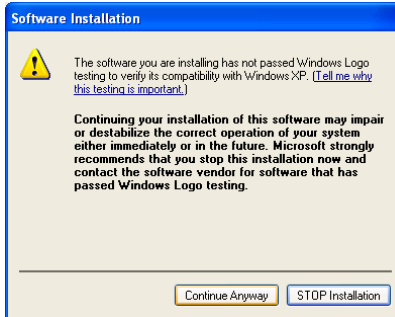 Software Installation
The software you are installing has not passed Windows Logo
testing to verify its compatibility with Windows XP. (Tell me why
this testing is important.)
Continuing your installation of this software may impair
or destabilize the correct operation of your system
either immediately or in the future. Microsoft strongly
recommends that you stop this installation now and
contact the software vendor for software that has
passed Windows Logo testing.
Continue Anyway STOP Installation